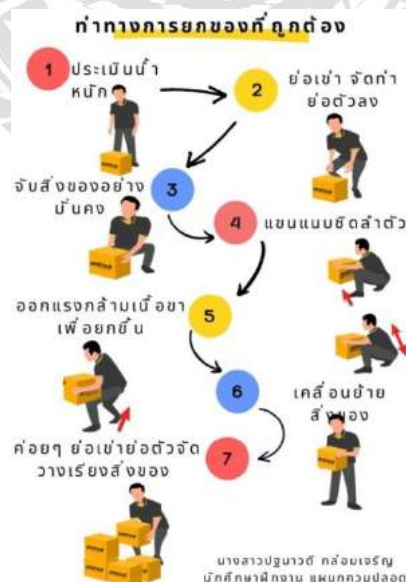 ท่าทางการยกของที่ถูกต้อง
1
ประเมินน้ำ
หนัก
2
ย่อเข่า จัดท่า
ย่อตัวลง
จับสิ่งของอย่าง
มั่นคง
3
4
แขนแนบชิดลำตัว
ออกแรงกล้ามเนื้อขา
เพื่อยกขึ้น
5
6
เคลื่อนย้าย
สิ่งของ
ค่อยๆ ย่อเข่าย่อตัวจัด
วางเรียงสิ่งของ
7
นางสาวปฐมาวดี กล่อมเจริญ
นักศึกษาฝึกงาน แผนกความปลอด